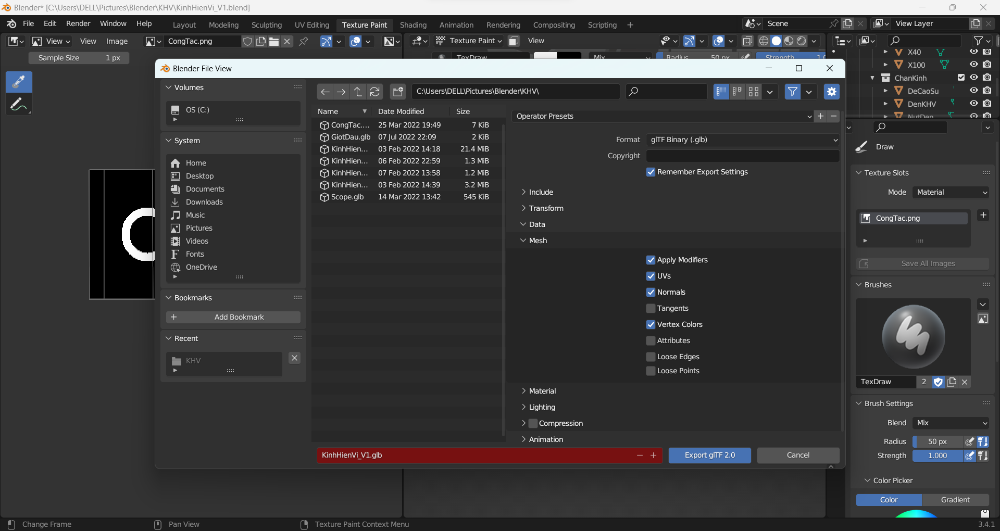 Blender* [C:\Users\DELL\Pictures\Blender\KHV\KinhHienVi_V1.blend]
File Edit Render Window Help Layout Modeling Sculpting UV Editing Texture Paint Shading Animation Rendering Compositing Scripting + Scene View Layer
View View Image CongTac.png Texture Paint View
Sample Size 1 px
TexDraw Mix Radius 50 px Strength
X40
X100
ChanKinh
DeCaoSu
DenKHV
NutDen
Blender File View
Volumes
OS (C:)
System
Home
Desktop
Documents
Downloads
Music
Pictures
Videos
Fonts
OneDrive
Bookmarks
Add Bookmark
Recent
KHV
C:\Users\DELL\Pictures\Blender\KHV\
Name Date Modified Size
CongTac.... 25 Mar 2022 19:49 7 KiB
GiotDau.glb 07 Jul 2022 22:09 2 KiB
KinhHien... 03 Feb 2022 14:18 21.4 MiB
KinhHien... 06 Feb 2022 22:59 1.3 MiB
KinhHien... 07 Feb 2022 13:58 1.2 MiB
KinhHien... 03 Feb 2022 14:39 3.2 MiB
Scope.glb 14 Mar 2022 13:42 545 KiB
Operator Presets
Format glTF Binary (.glb)
Copyright
Remember Export Settings
Include
Transform
Data
Mesh
Apply Modifiers
UVs
Normals
Tangents
Vertex Colors
Attributes
Loose Edges
Loose Points
Material
Lighting
Compression
Animation
KinhHienVi_V1.glb
Export glTF 2.0
Cancel
Draw
Texture Slots
Mode Material
CongTac.png
Save All Images
Brushes
TexDraw 2
Brush Settings
Blend Mix
Radius 50 px
Strength 1.000
Color Picker
Color Gradient
Change Frame Pan View Texture Paint Context Menu 3.4.1